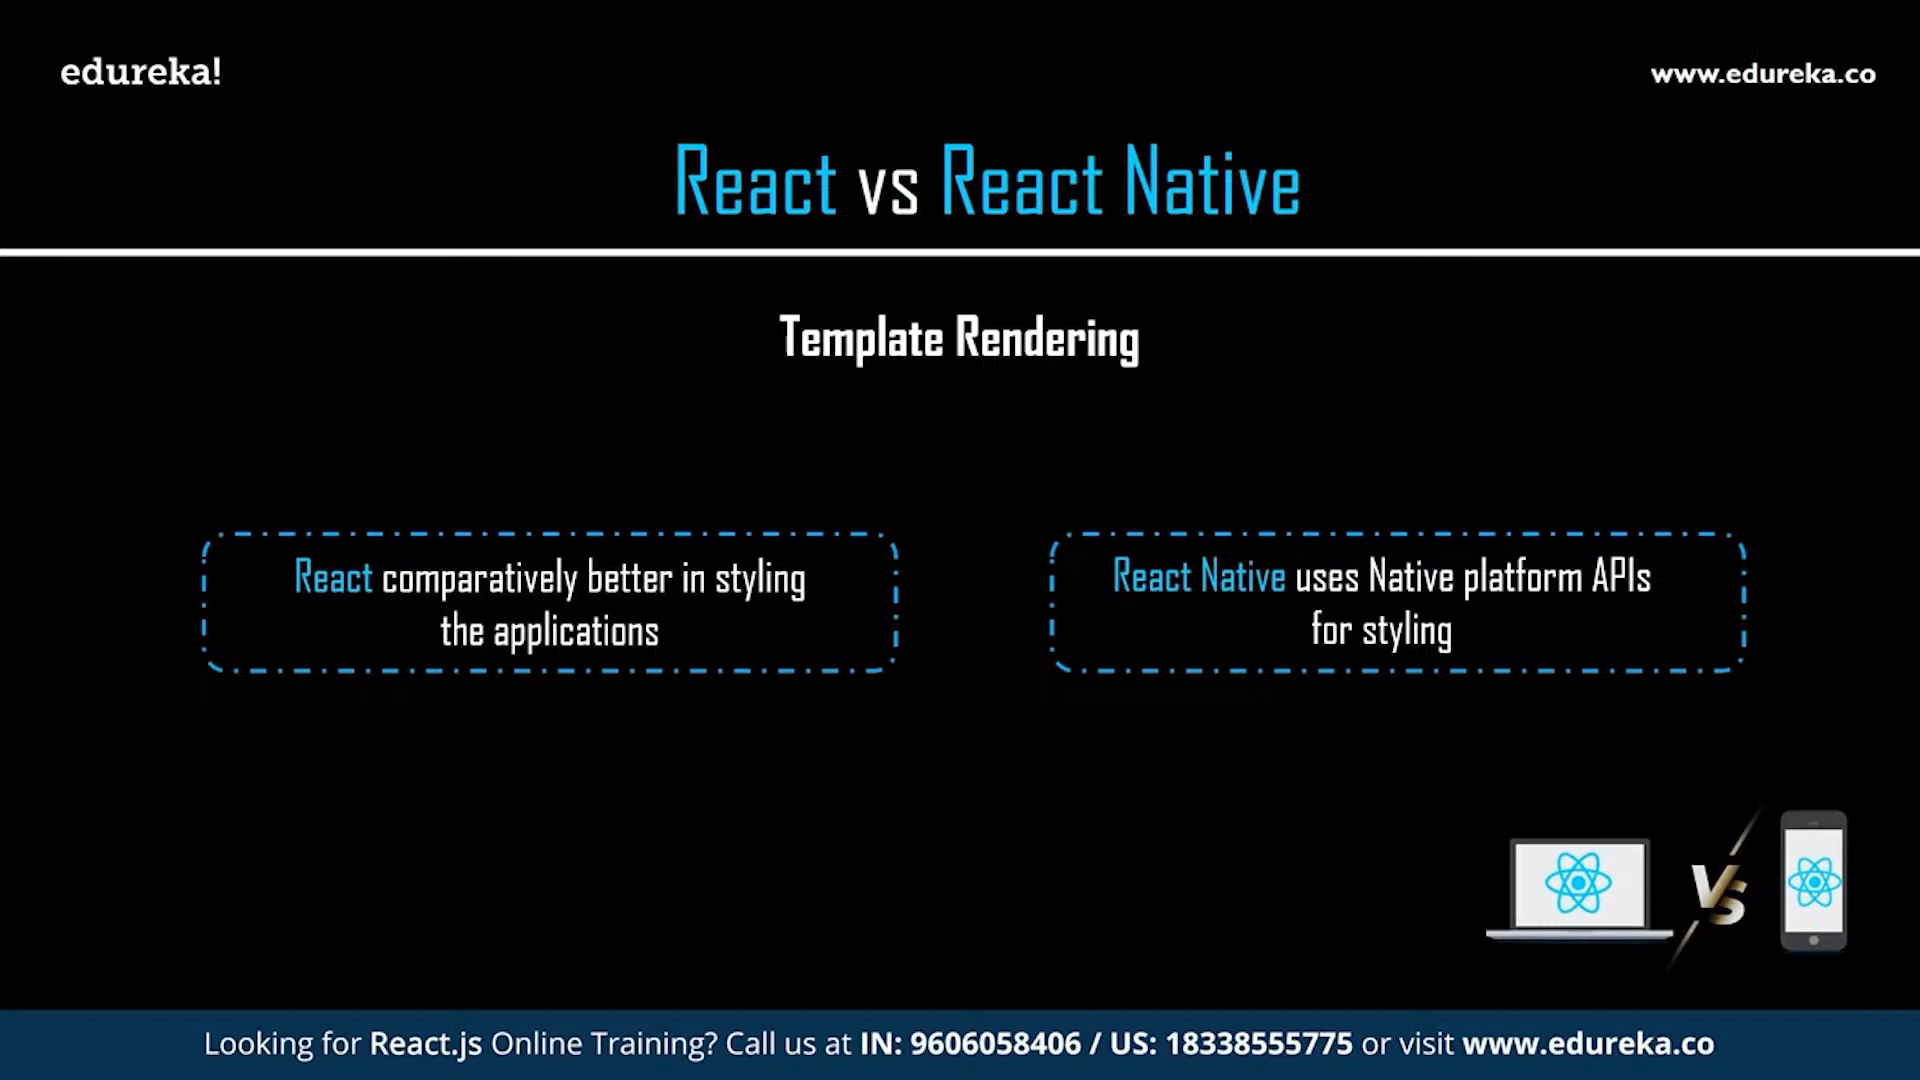 edureka!
www.edureka.co
React vs React Native
Template Rendering
React comparatively better in styling
the applications
React Native uses Native platform APIs
for styling
VS
Looking for React.js Online Training? Call us at IN: 9606058406 / US: 18338555775 or visit www.edureka.co